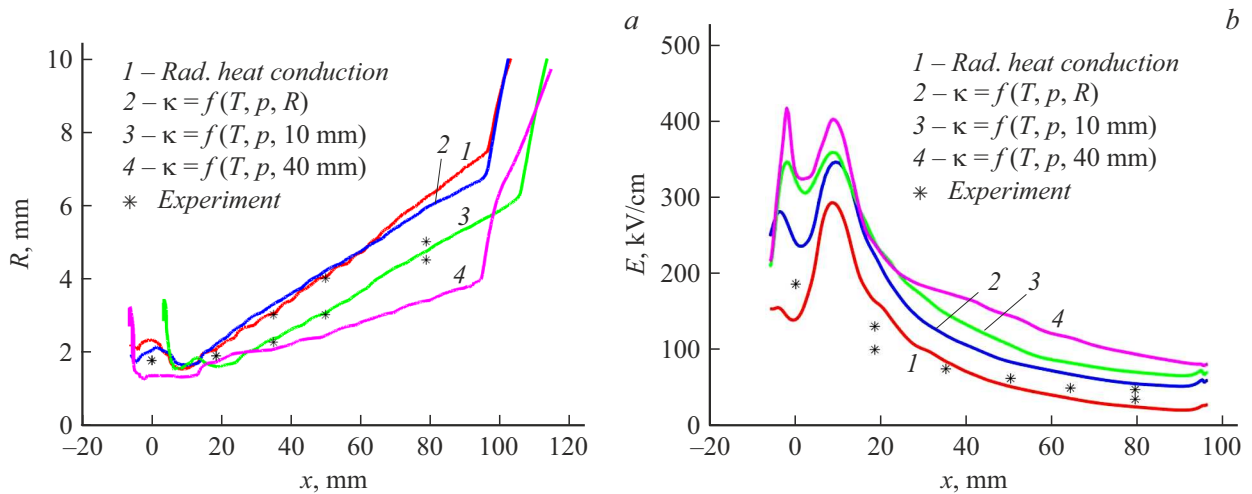 a
10
8
6
4
2
0
R, mm
1 – Rad. heat conduction
2 – κ = f (T, p, R)
3 – κ = f (T, p, 10 mm)
4 – κ = f (T, p, 40 mm)
* Experiment
2
1
3
4
–20
0
20
40
60
80
100
120
x, mm
b
500
400
300
200
100
0
E, kV/cm
1 – Rad. heat conduction
2 – κ = f (T, p, R)
3 – κ = f (T, p, 10 mm)
4 – κ = f (T, p, 40 mm)
* Experiment
2
3
4
1
–20
0
20
40
60
80
100
x, mm